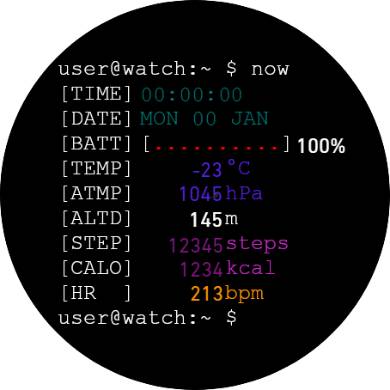 user@watch:~ $ now
[TIME] 00:00:00
[DATE] MON 00 JAN
[BATT] [..........] 100%
[TEMP] -23°C
[ATMP] 1045hPa
[ALTD] 145m
[STEP] 12345steps
[CALO] 1234kcal
[HR  ] 213bpm
user@watch:~ $